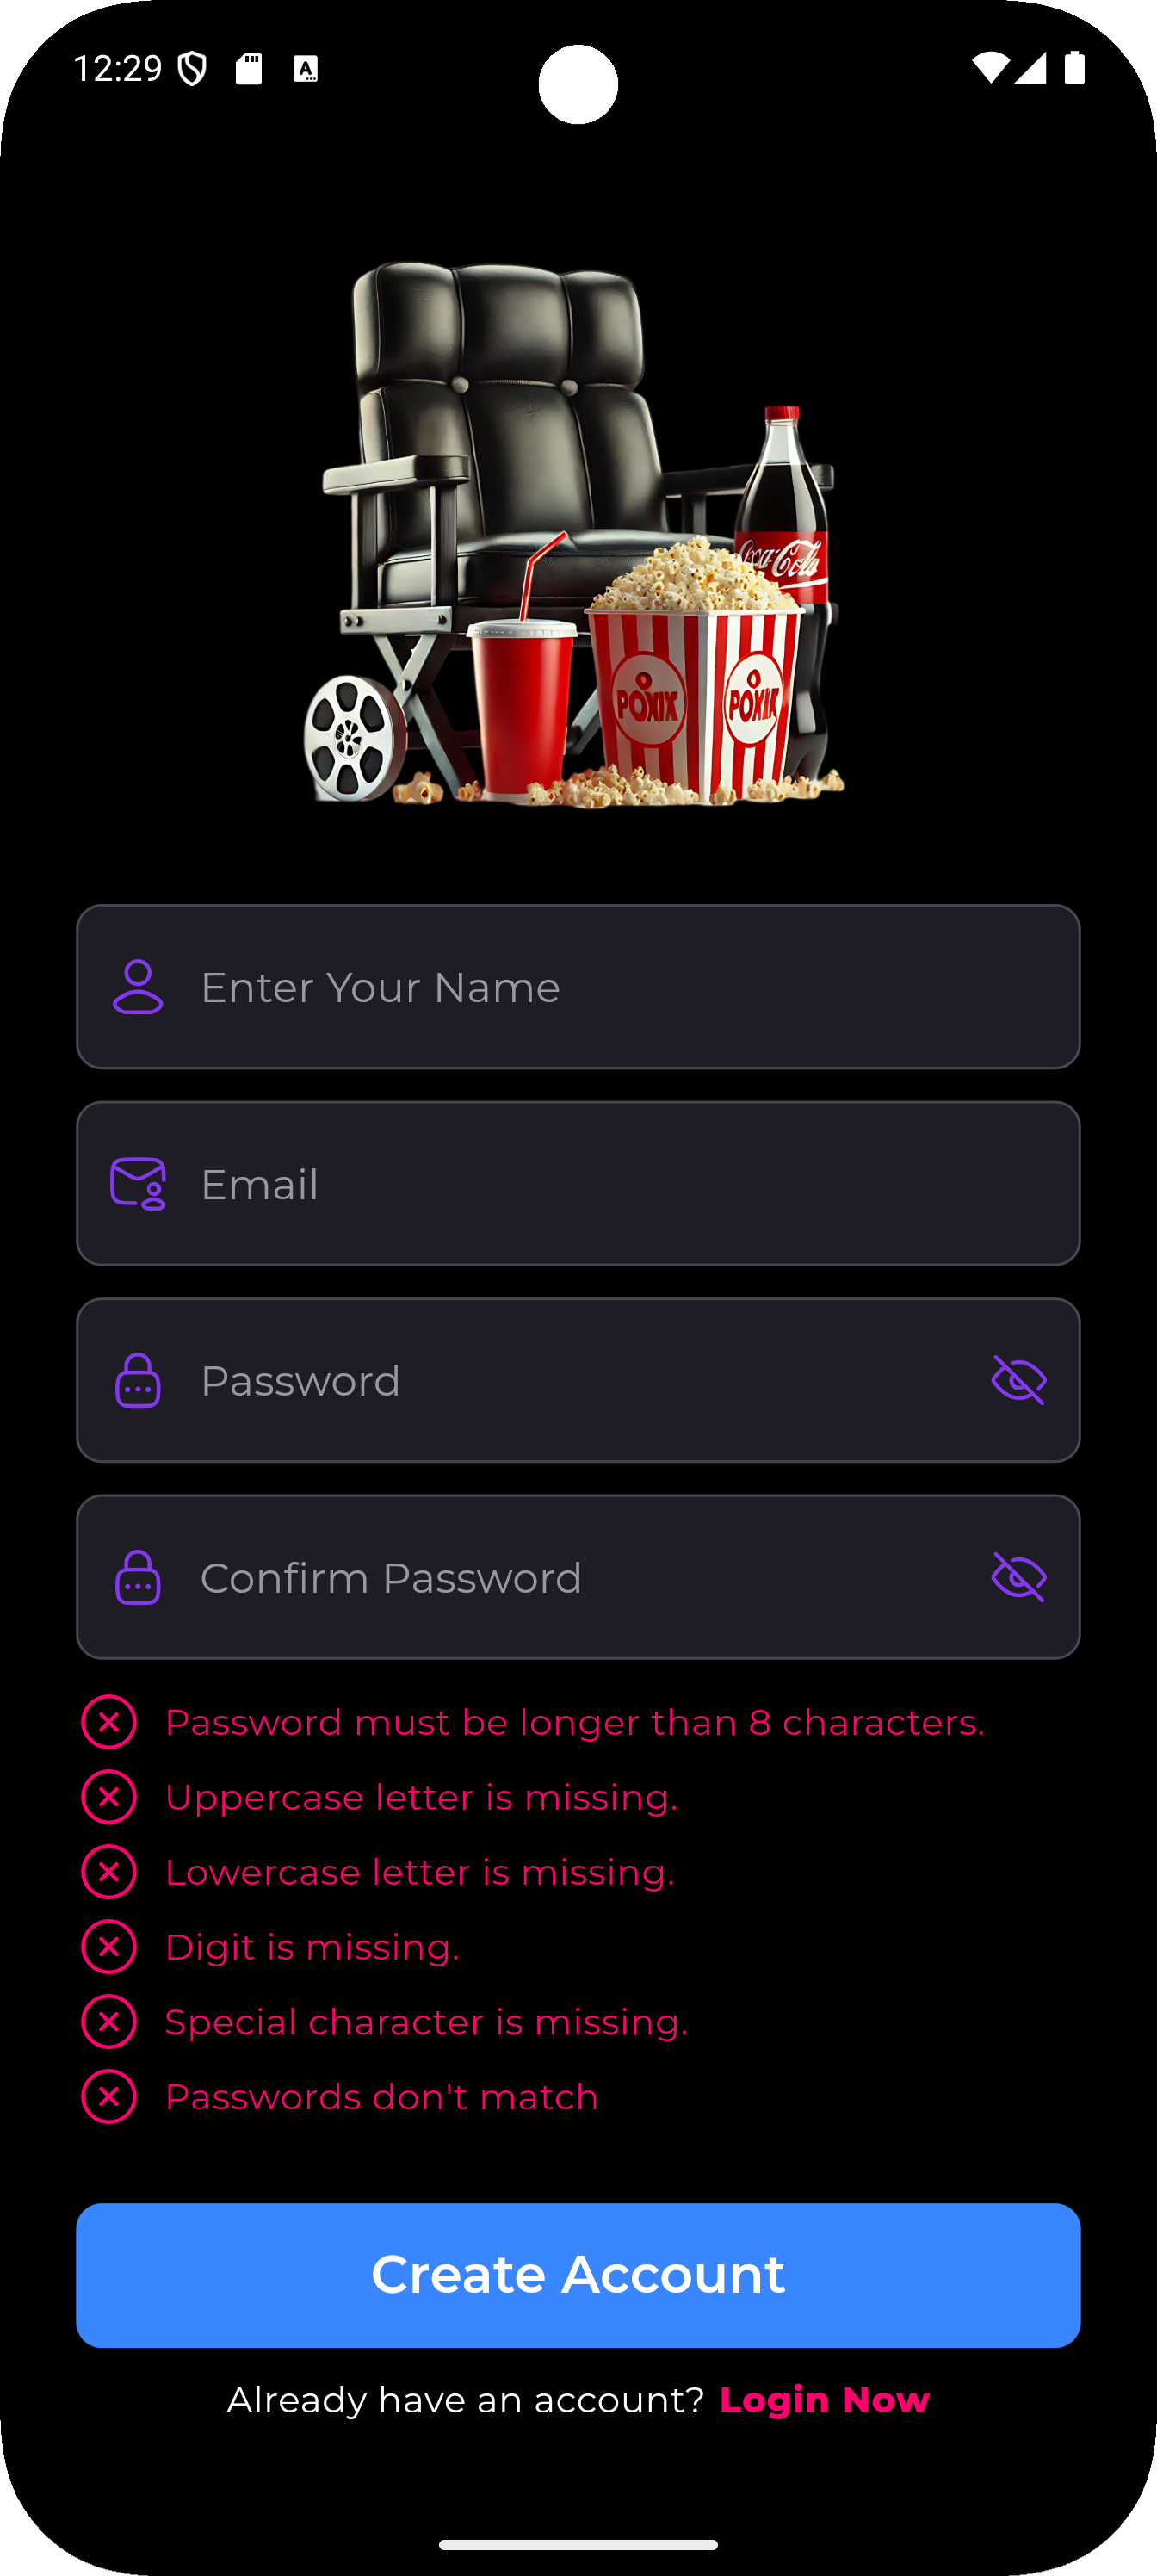 12:29
A
Coca-Cola
POXIX POXIK
Enter Your Name
Email
Password
Confirm Password
Password must be longer than 8 characters.
Uppercase letter is missing.
Lowercase letter is missing.
Digit is missing.
Special character is missing.
Passwords don't match
Create Account
Already have an account? Login Now